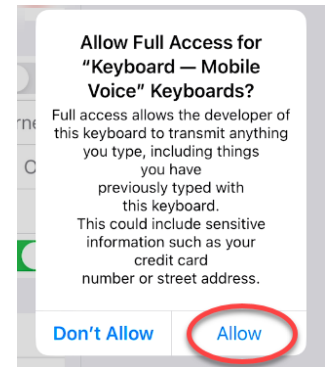 Allow Full Access for
“Keyboard — Mobile
Voice” Keyboards?
Full access allows the developer of
this keyboard to transmit anything
you type, including things
you have
previously typed with
this keyboard.
This could include sensitive
information such as your
credit card
number or street address.
Don’t Allow Allow